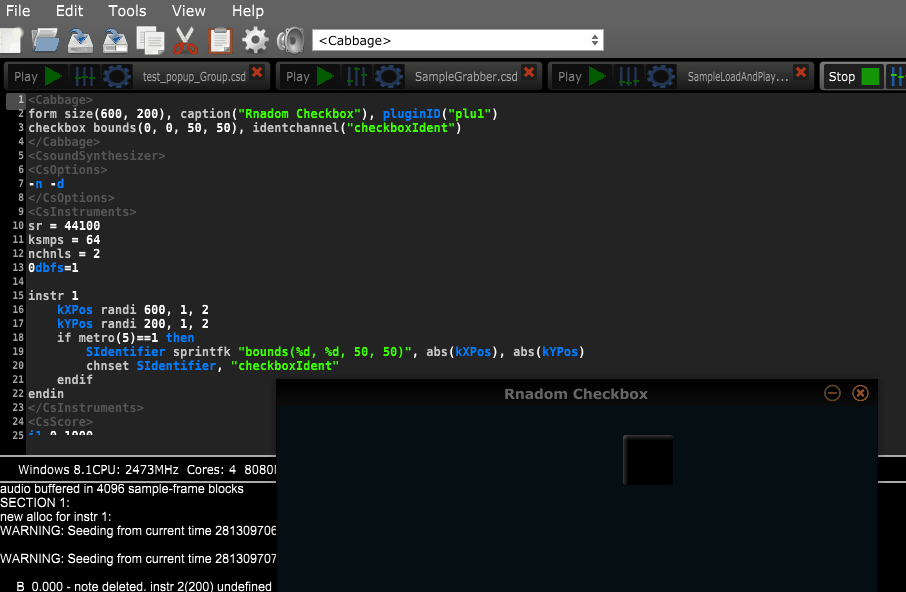 File Edit Tools View Help
<Cabbage>
Play test_popup_Group.csd Play SampleGrabber.csd Play SampleLoadAndPlay... Stop
1 <Cabbage>
2 form size(600, 200), caption("Rnadom Checkbox"), pluginID("plu1")
3 checkbox bounds(0, 0, 50, 50), identchannel("checkboxIdent")
4 </Cabbage>
5 <CsoundSynthesizer>
6 <CsOptions>
7 -n -d
8 </CsOptions>
9 <CsInstruments>
10 sr = 44100
11 ksmps = 64
12 nchnls = 2
13 0dbfs=1
14
15 instr 1
16 kXPos randi 600, 1, 2
17 kYPos randi 200, 1, 2
18 if metro(5)==1 then
19 SIdentifier sprintfk "bounds(%d, %d, 50, 50)", abs(kXPos), abs(kYPos)
20 chnset SIdentifier, "checkboxIdent"
21 endif
22 endin
23 </CsInstruments>
24 <CsScore>
25 i1 0 1000
Rnadom Checkbox
Windows 8.1CPU: 2473MHz Cores: 4 8080
audio buffered in 4096 sample-frame blocks
SECTION 1:
new alloc for instr 1:
WARNING: Seeding from current time 281309706
WARNING: Seeding from current time 281309707
B 0.000 - note deleted. instr 2(200) undefined